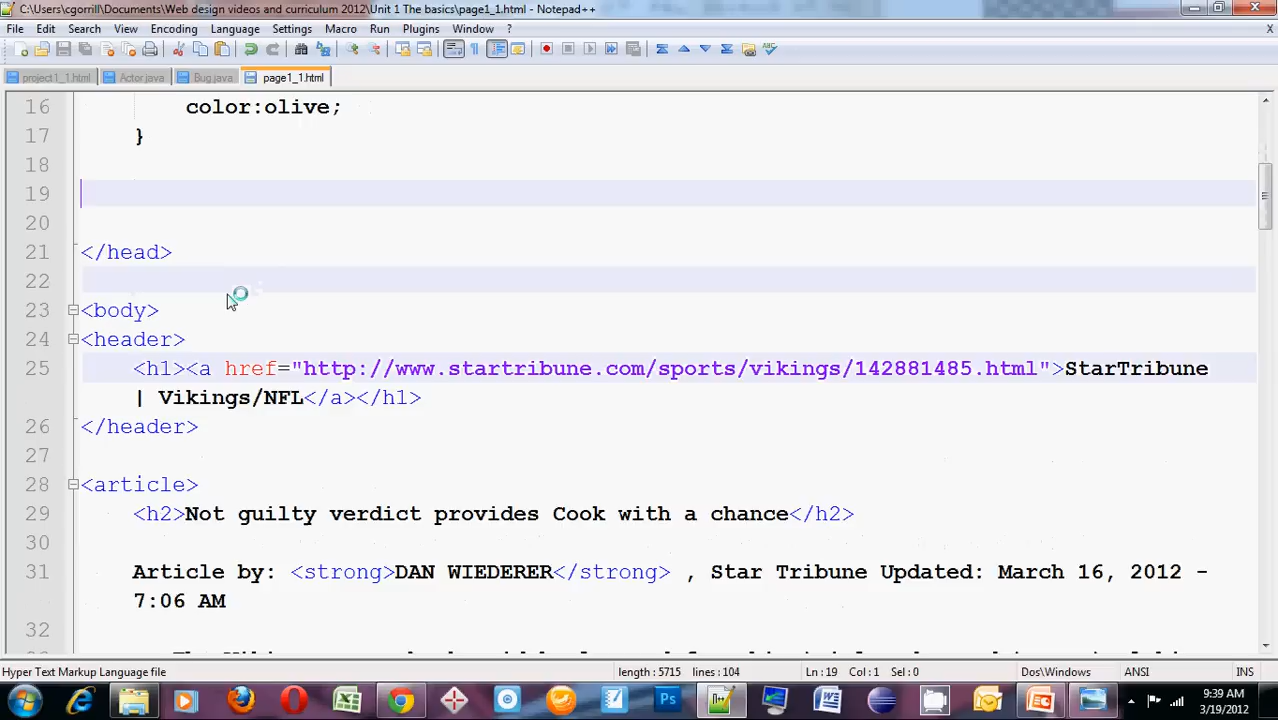 C:\Users\cgorrill\Documents\Web design videos and curriculum 2012\Unit 1 The basics\page1_1.html - Notepad++
File Edit Search View Encoding Language Settings Macro Run Plugins Window ? X
project1_1.html Actor.java Bug.java page1_1.html
16 color:olive;
17 }
18
19
20
21 </head>
22
23 <body>
24 <header>
25 <h1><a href="http://www.startribune.com/sports/vikings/142881485.html">StarTribune
| Vikings/NFL</a></h1>
26 </header>
27
28 <article>
29 <h2>Not guilty verdict provides Cook with a chance</h2>
30
31 Article by: <strong>DAN WIEDERER</strong> , Star Tribune Updated: March 16, 2012 -
7:06 AM
32
Hyper Text Markup Language file length : 5715 lines : 104 Ln : 19 Col : 1 Sel : 0 Dos\Windows ANSI INS
Ps
9:39 AM
3/19/2012